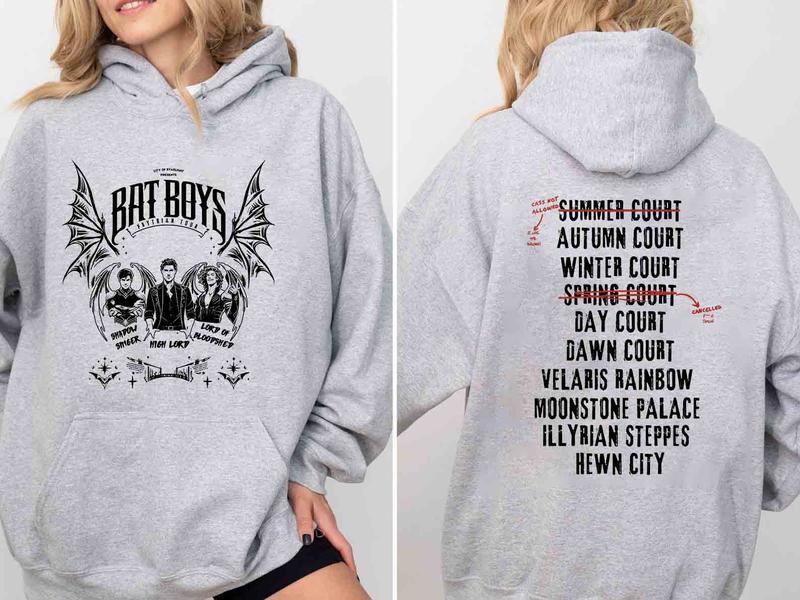 CITY OF STARLIGHT
PRESENTS
BAT BOYS
PRYTHIAN TOUR
SHADOW
SINGER
HIGH LORD
LORD OF
BLOODSHED
CASS NOT
ALLOWED
SUMMER COURT
AUTUMN COURT
WINTER COURT
SPRING COURT
CANCELLED
DAY COURT
DAWN COURT
VELARIS RAINBOW
MOONSTONE PALACE
ILLYRIAN STEPPES
HEWN CITY